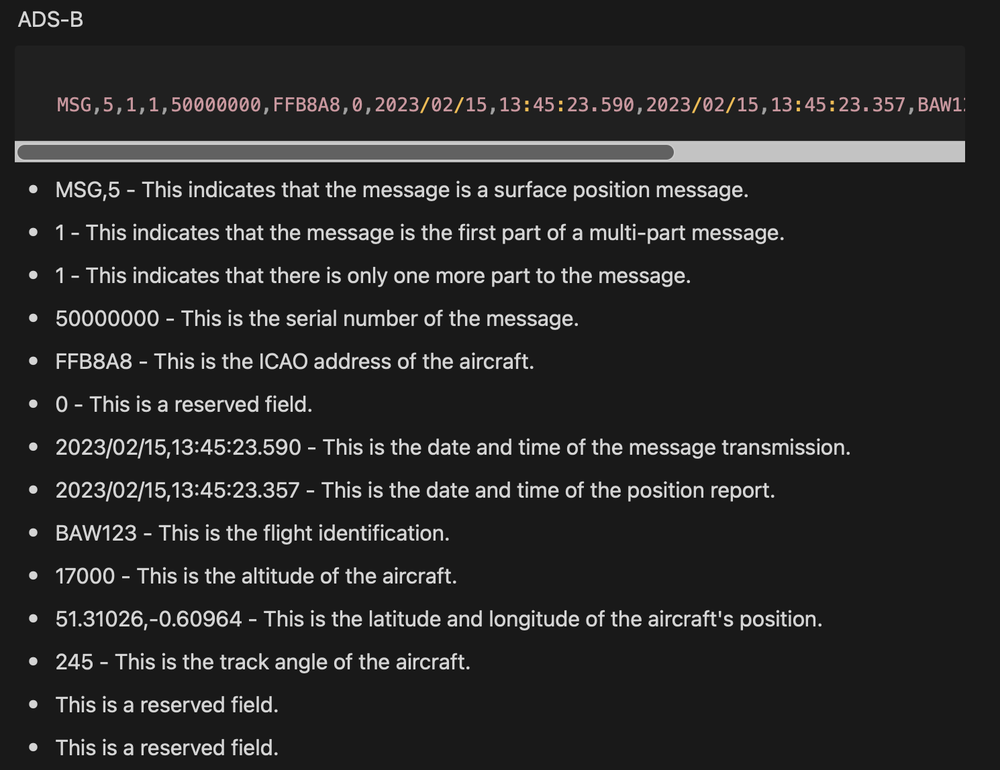 ADS-B
MSG,5,1,1,50000000,FFB8A8,0,2023/02/15,13:45:23.590,2023/02/15,13:45:23.357,BAW1
• MSG,5 - This indicates that the message is a surface position message.
• 1 - This indicates that the message is the first part of a multi-part message.
• 1 - This indicates that there is only one more part to the message.
• 50000000 - This is the serial number of the message.
• FFB8A8 - This is the ICAO address of the aircraft.
• 0 - This is a reserved field.
• 2023/02/15,13:45:23.590 - This is the date and time of the message transmission.
• 2023/02/15,13:45:23.357 - This is the date and time of the position report.
• BAW123 - This is the flight identification.
• 17000 - This is the altitude of the aircraft.
• 51.31026,-0.60964 - This is the latitude and longitude of the aircraft's position.
• 245 - This is the track angle of the aircraft.
• This is a reserved field.
• This is a reserved field.